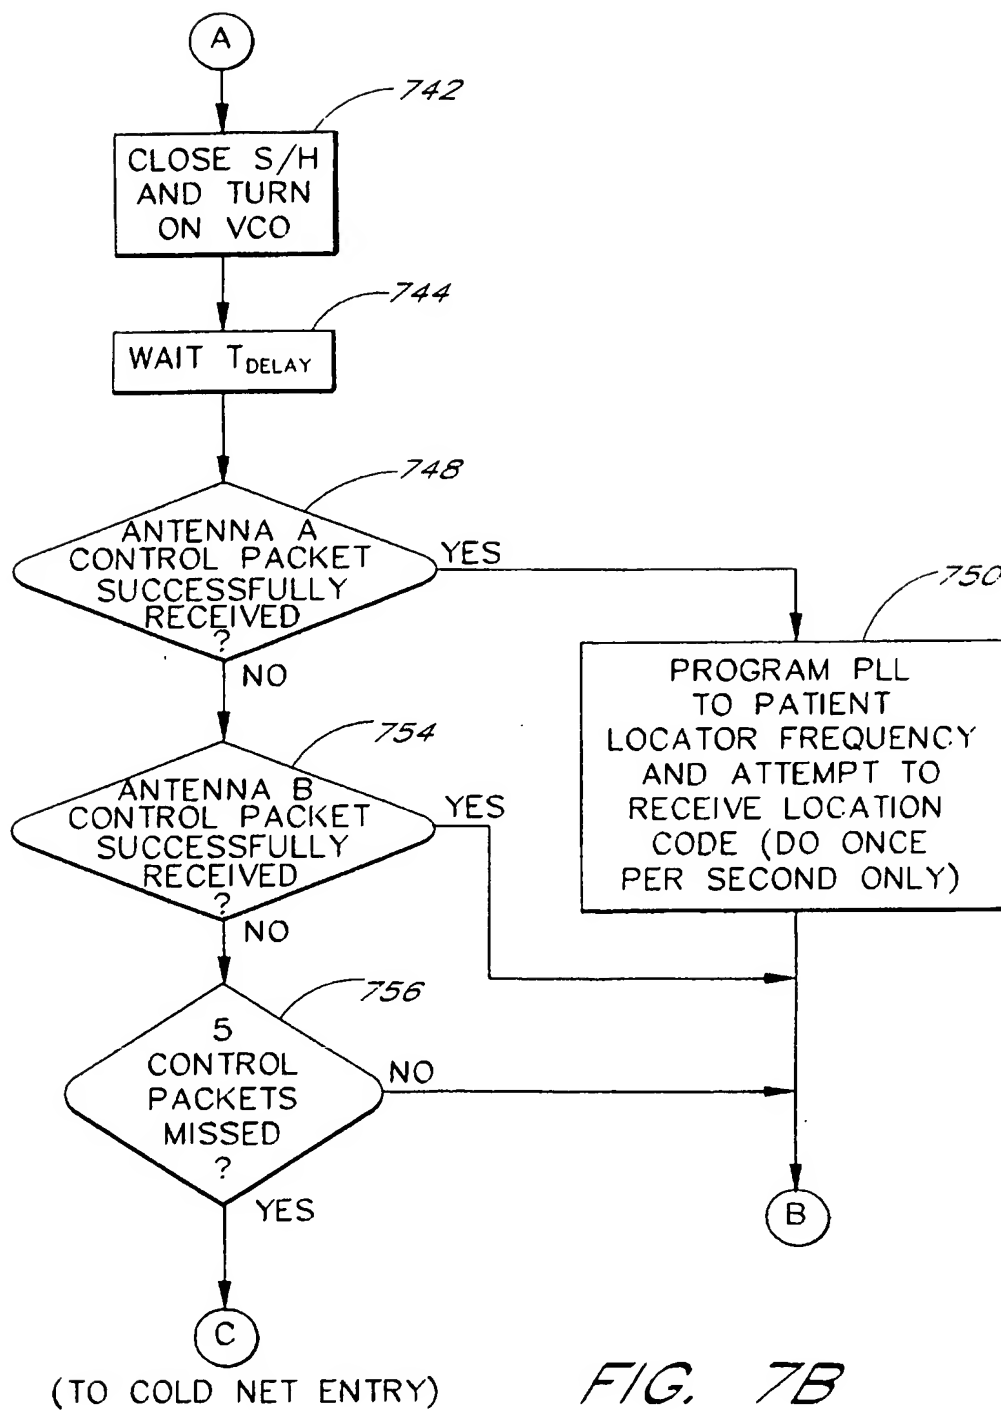 A
742
CLOSE S/H
AND TURN
ON VCO
744
WAIT TDELAY
748
ANTENNA A
CONTROL PACKET
SUCCESSFULLY
RECEIVED
?
YES
NO
750
PROGRAM PLL
TO PATIENT
LOCATOR FREQUENCY
AND ATTEMPT TO
RECEIVE LOCATION
CODE (DO ONCE
PER SECOND ONLY)
754
ANTENNA B
CONTROL PACKET
SUCCESSFULLY
RECEIVED
?
YES
NO
756
5
CONTROL
PACKETS
MISSED
?
NO
YES
B
C
(TO COLD NET ENTRY)
FIG. 7B